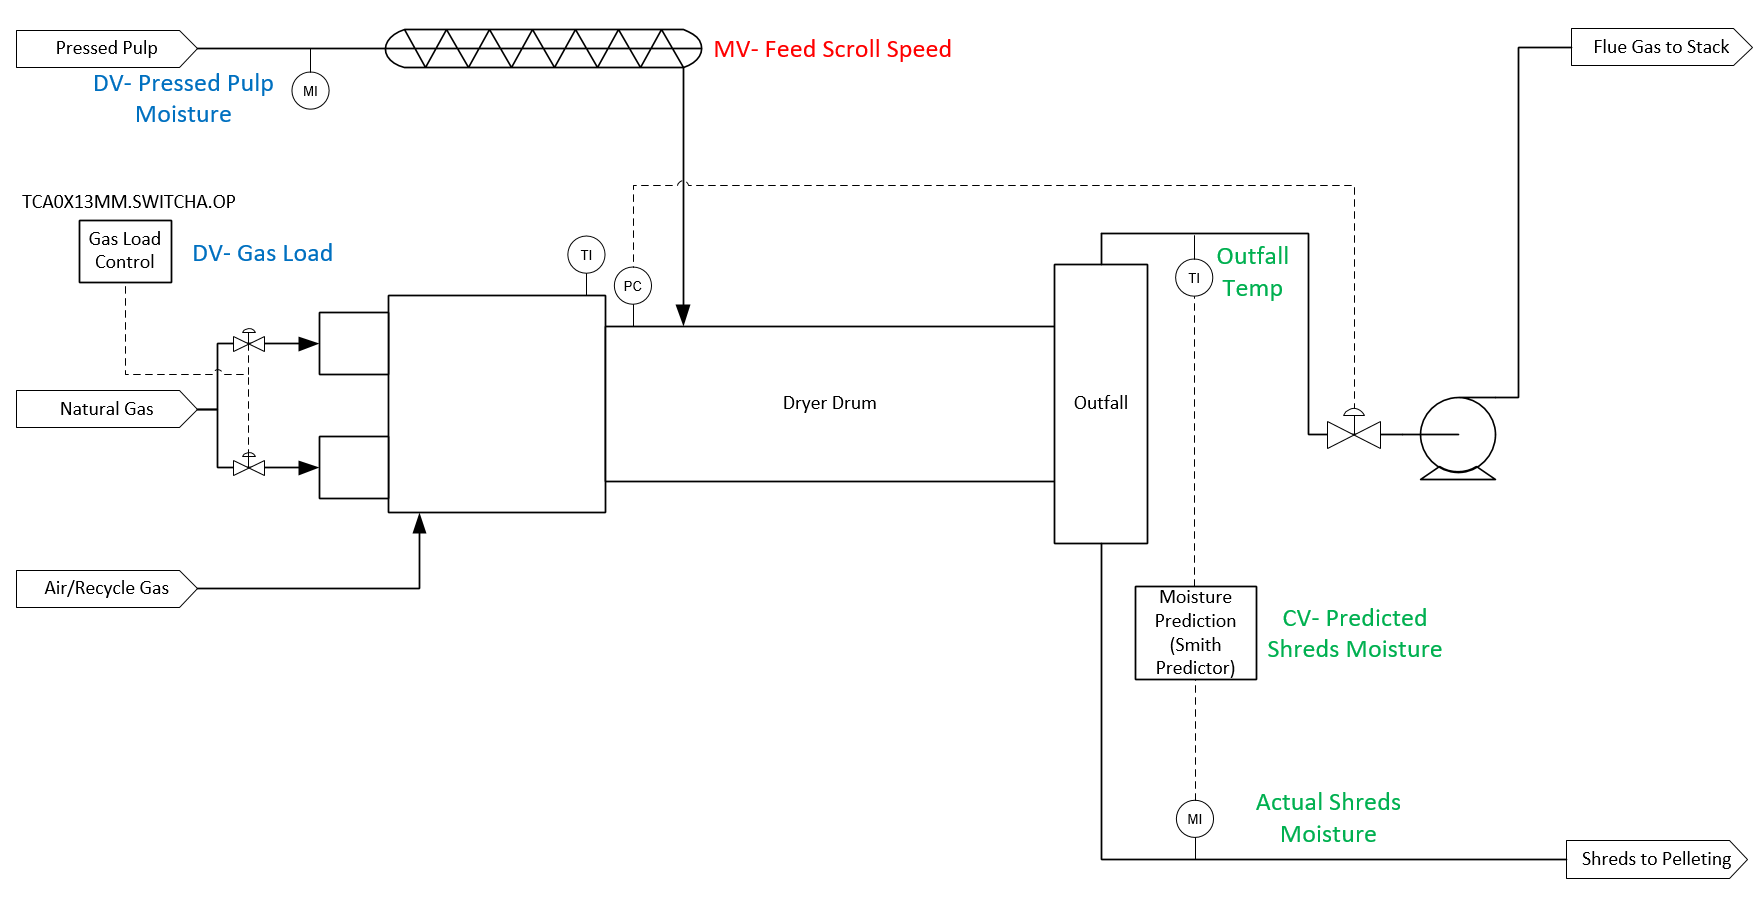 Pressed Pulp
MV- Feed Scroll Speed
Flue Gas to Stack
DV- Pressed Pulp
Moisture
MI
TCA0X13MM.SWITCHA.OP
Gas Load
Control
DV- Gas Load
TI
PC
Outfall
Temp
TI
Natural Gas
Dryer Drum
Outfall
Air/Recycle Gas
Moisture
Prediction
(Smith
Predictor)
CV- Predicted
Shreds Moisture
MI
Actual Shreds
Moisture
Shreds to Pelleting